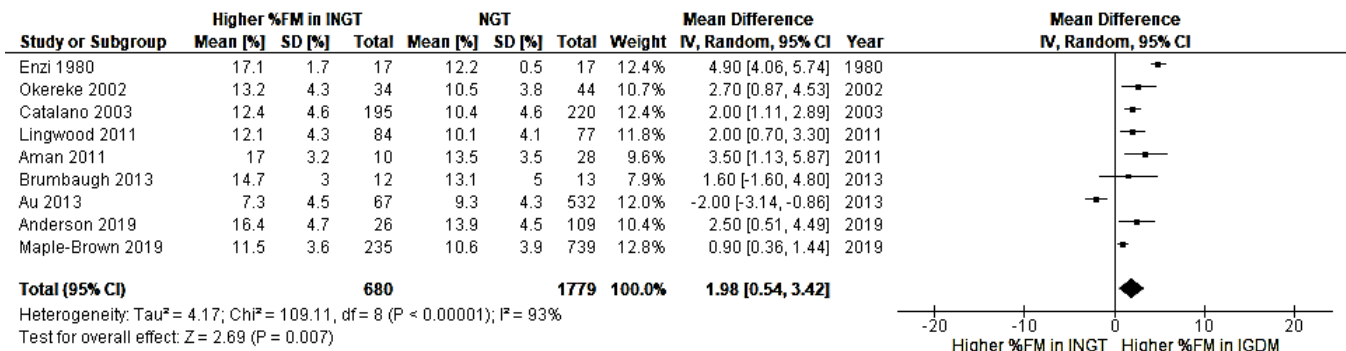 Higher %FM in INGT NGT Mean Difference Mean Difference
Study or Subgroup Mean [%] SD [%] Total Mean [%] SD [%] Total Weight IV, Random, 95% CI Year IV, Random, 95% CI
Enzi 1980 17.1 1.7 17 12.2 0.5 17 12.4% 4.90 [4.06, 5.74] 1980
Okereke 2002 13.2 4.3 34 10.5 3.8 44 10.7% 2.70 [0.87, 4.53] 2002
Catalano 2003 12.4 4.6 195 10.4 4.6 220 12.4% 2.00 [1.11, 2.89] 2003
Lingwood 2011 12.1 4.3 84 10.1 4.1 77 11.8% 2.00 [0.70, 3.30] 2011
Aman 2011 17 3.2 10 13.5 3.5 28 9.6% 3.50 [1.13, 5.87] 2011
Brumbaugh 2013 14.7 3 12 13.1 5 13 7.9% 1.60 [-1.60, 4.80] 2013
Au 2013 7.3 4.5 67 9.3 4.3 532 12.0% -2.00 [-3.14, -0.86] 2013
Anderson 2019 16.4 4.7 26 13.9 4.5 109 10.4% 2.50 [0.51, 4.49] 2019
Maple-Brown 2019 11.5 3.6 235 10.6 3.9 739 12.8% 0.90 [0.36, 1.44] 2019
Total (95% CI) 680 1779 100.0% 1.98 [0.54, 3.42]
Heterogeneity: Tau² = 4.17; Chi² = 109.11, df = 8 (P < 0.00001); I² = 93%
Test for overall effect: Z = 2.69 (P = 0.007)
-20 -10 0 10 20
Higher %FM in INGT Higher %FM in IGDM